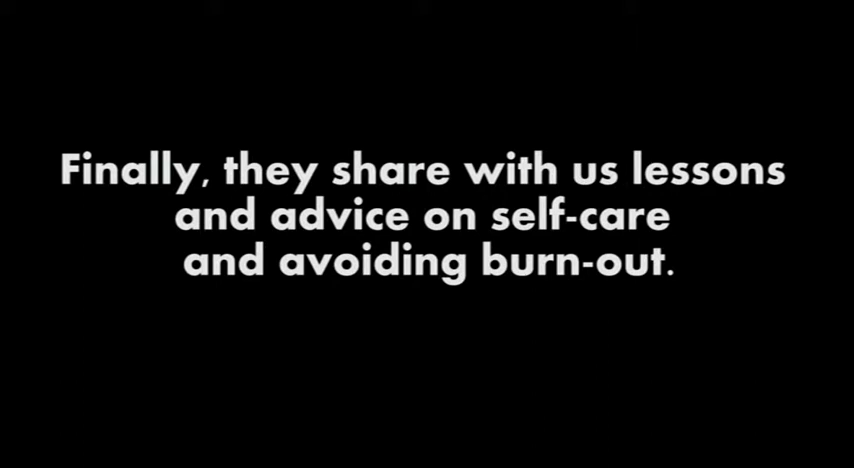 Finally, they share with us lessons
and advice on self-care
and avoiding burn-out.